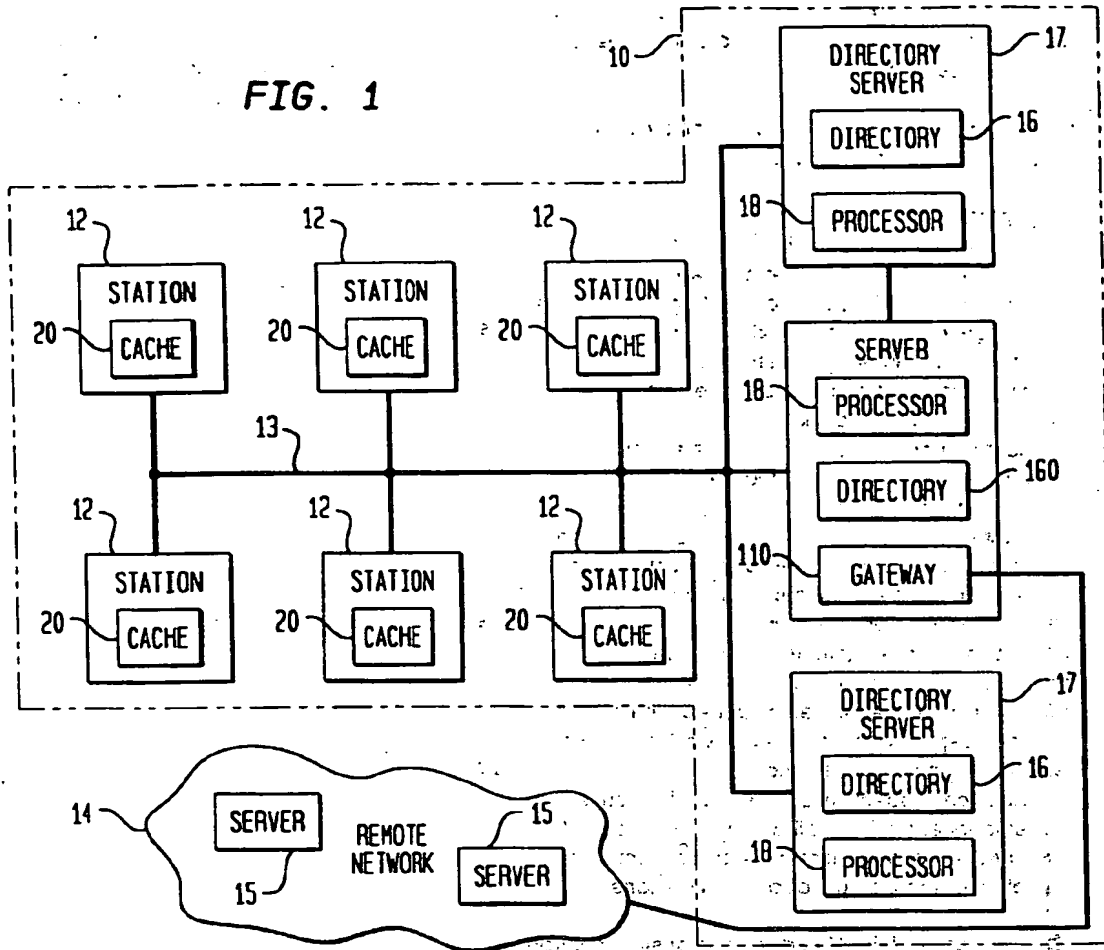 FIG. 1
10
17
DIRECTORY
SERVER
DIRECTORY
16
18
PROCESSOR
12
12
12
STATION
STATION
STATION
20
CACHE
20
CACHE
20
CACHE
SERVER
18
PROCESSOR
13
DIRECTORY
160
110
GATEWAY
12
12
12
STATION
STATION
STATION
20
CACHE
20
CACHE
20
CACHE
17
DIRECTORY
SERVER
DIRECTORY
16
18
PROCESSOR
14
SERVER
15
REMOTE
NETWORK
15
SERVER